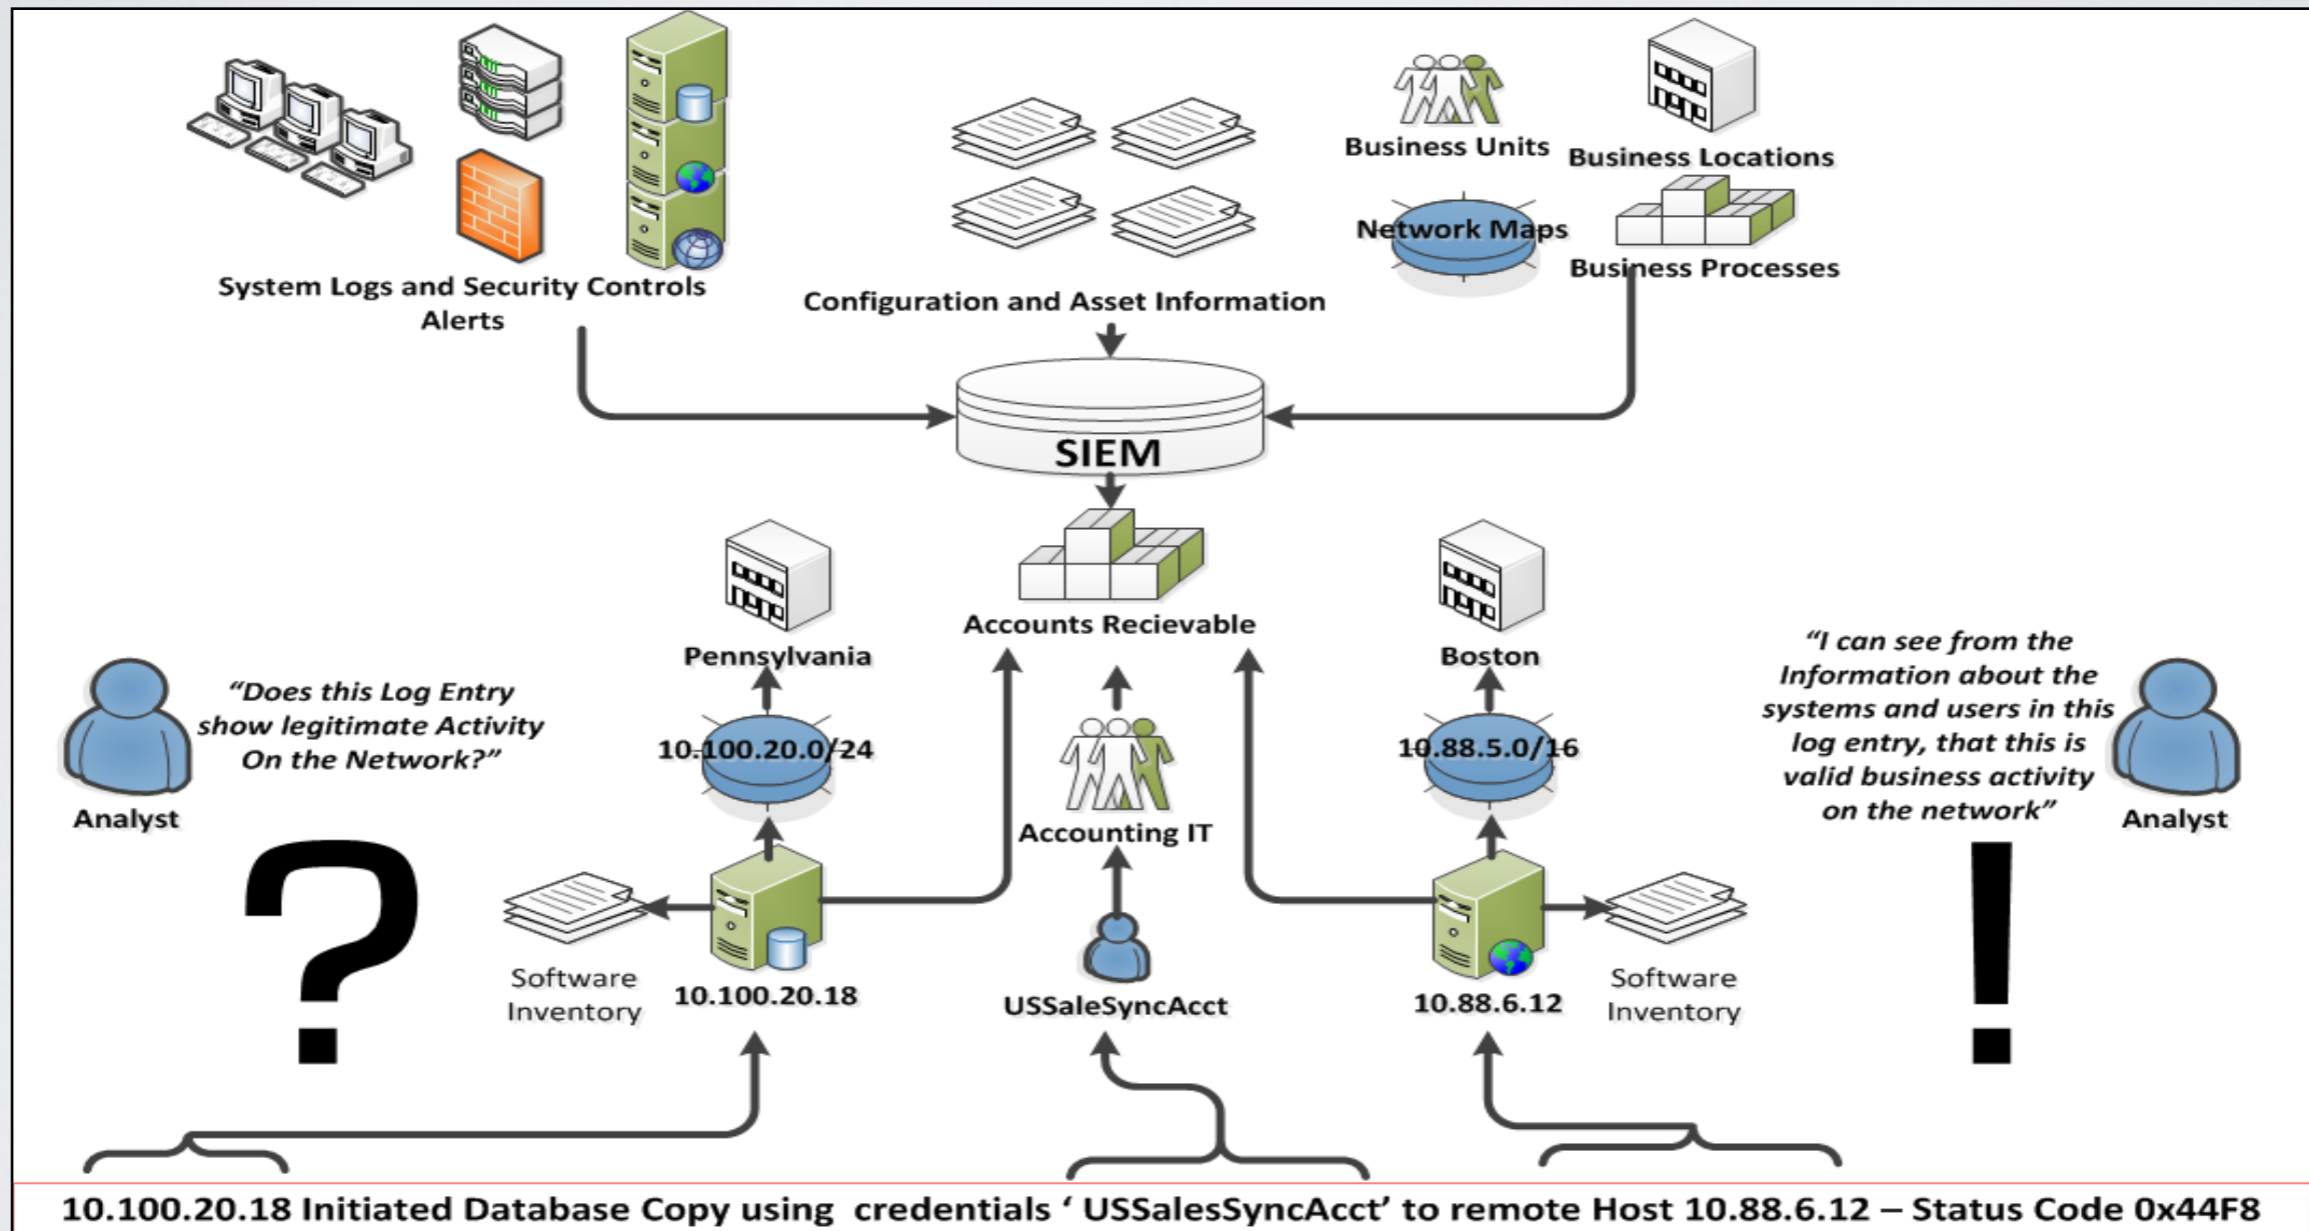 System Logs and Security Controls
Alerts
Configuration and Asset Information
Business Units
Business Locations
Network Maps
Business Processes
SIEM
Accounts Recievable
Pennsylvania
Boston
Analyst
“Does this Log Entry
show legitimate Activity
On the Network?”
10.100.20.0/24
Accounting IT
10.88.5.0/16
“I can see from the
Information about the
systems and users in this
log entry, that this is
valid business activity
on the network”
Analyst
?
Software
Inventory
10.100.20.18
USSaleSyncAcct
10.88.6.12
Software
Inventory
!
10.100.20.18 Initiated Database Copy using credentials ‘ USSalesSyncAcct’ to remote Host 10.88.6.12 – Status Code 0x44F8